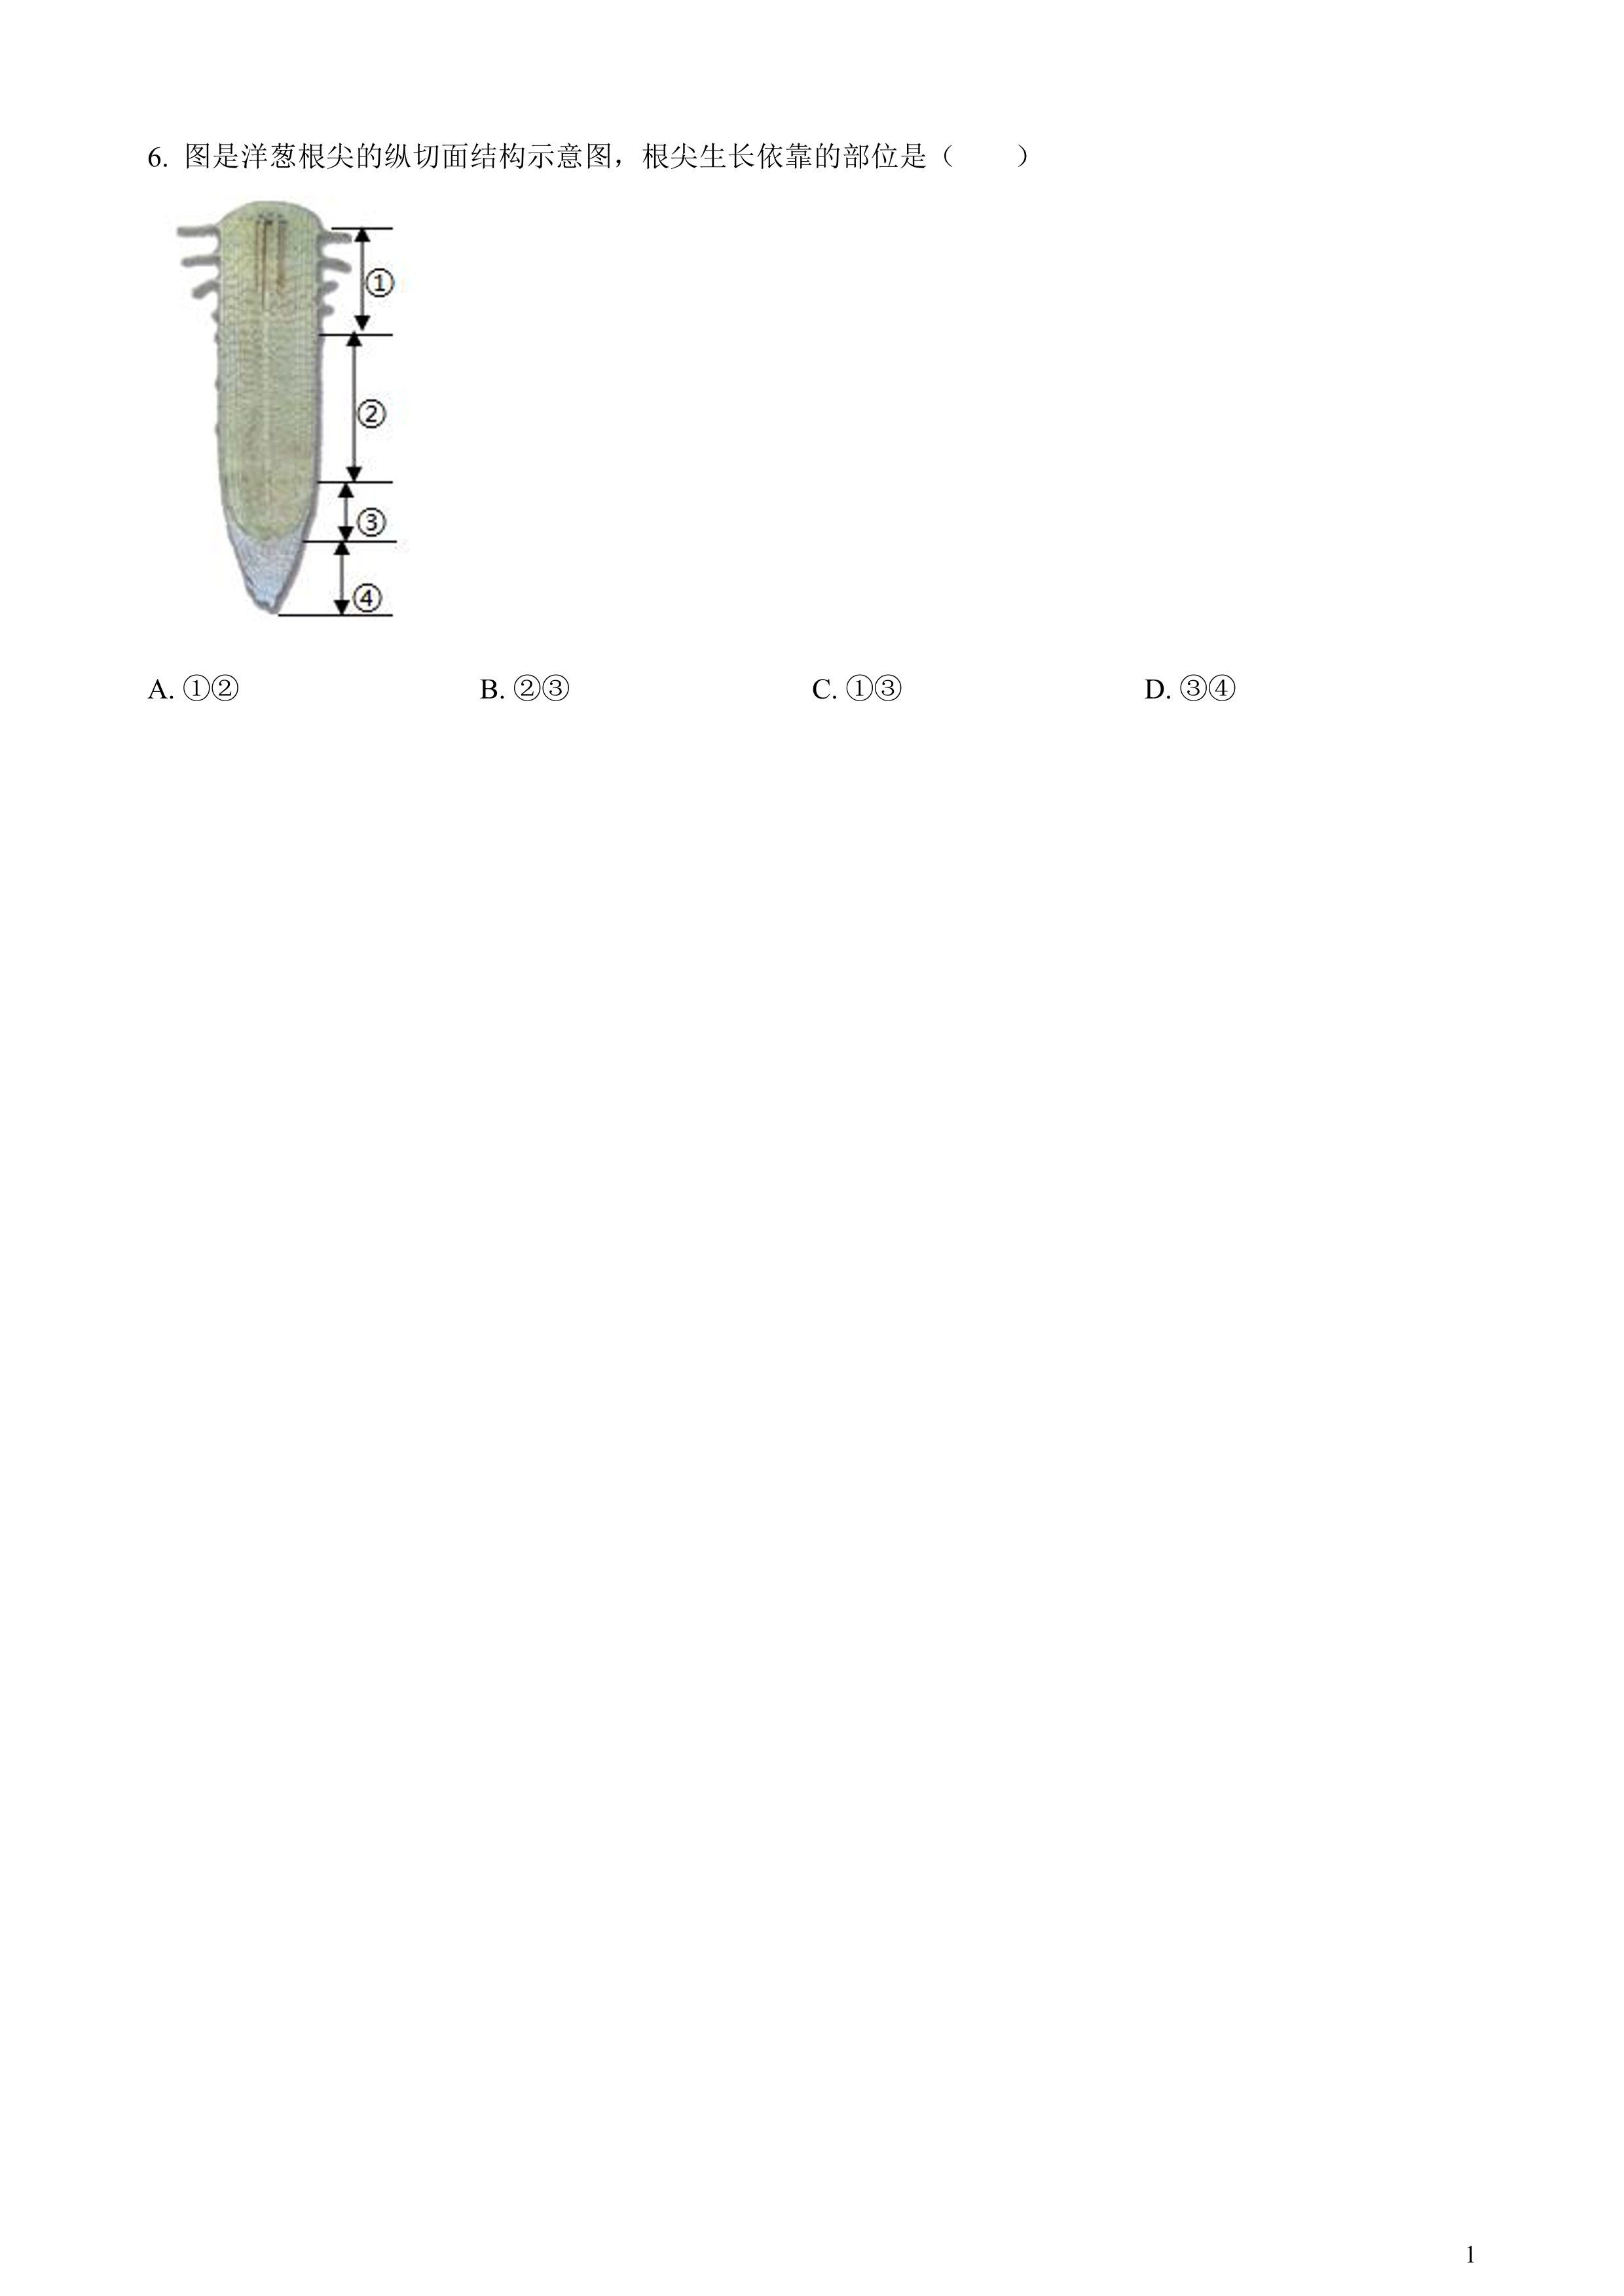 6. 图是洋葱根尖的纵切面结构示意图，根尖生长依靠的部位是（  ）
①
②
③
④
A. ①② B. ②③ C. ①③ D. ③④
1